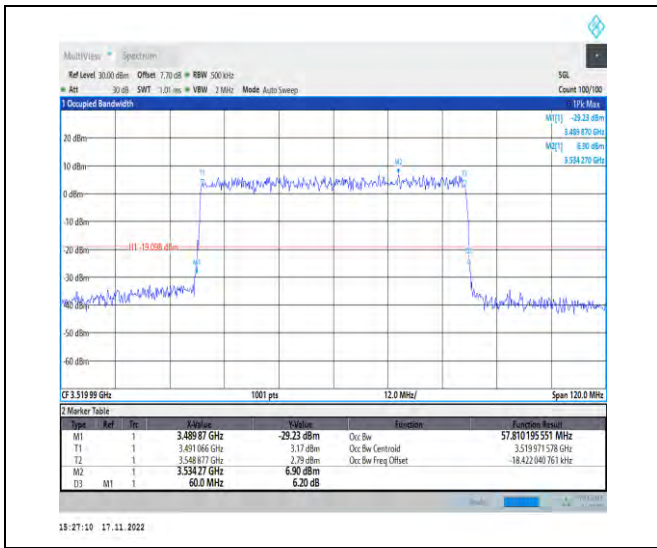 MultiView Spectrum
Ref Level 30.00 dBm Offset 7.70 dB RBW 500 kHz SGL
Att 30 dB SWT 1.01 ms VBW 2 MHz Mode Auto Sweep Count 100/100
1 Occupied Bandwidth 1Pk Max
M1[1] -29.23 dBm
3.489 870 GHz
M2[1] 6.90 dBm
3.534 270 GHz
20 dBm
10 dBm
0 dBm
-10 dBm
-20 dBm
-30 dBm
-40 dBm
-50 dBm
-60 dBm
T1
M2
H1 -19.098 dBm
CF 3.519 99 GHz 1001 pts 12.0 MHz/ Span 120.0 MHz
2 Marker Table
Type Ref Trc X-Value Y-Value Function Function Result
M1 1 3.489 87 GHz -29.23 dBm Occ Bw 57.810 195 551 MHz
T1 1 3.491 066 GHz 3.17 dBm Occ Bw Centroid 3.519 971 578 GHz
T2 1 3.548 877 GHz 2.79 dBm Occ Bw Freq Offset -18.422 040 761 kHz
M2 1 3.534 27 GHz 6.90 dBm
D3 M1 1 60.0 MHz 6.20 dB
15:27:10 17.11.2022